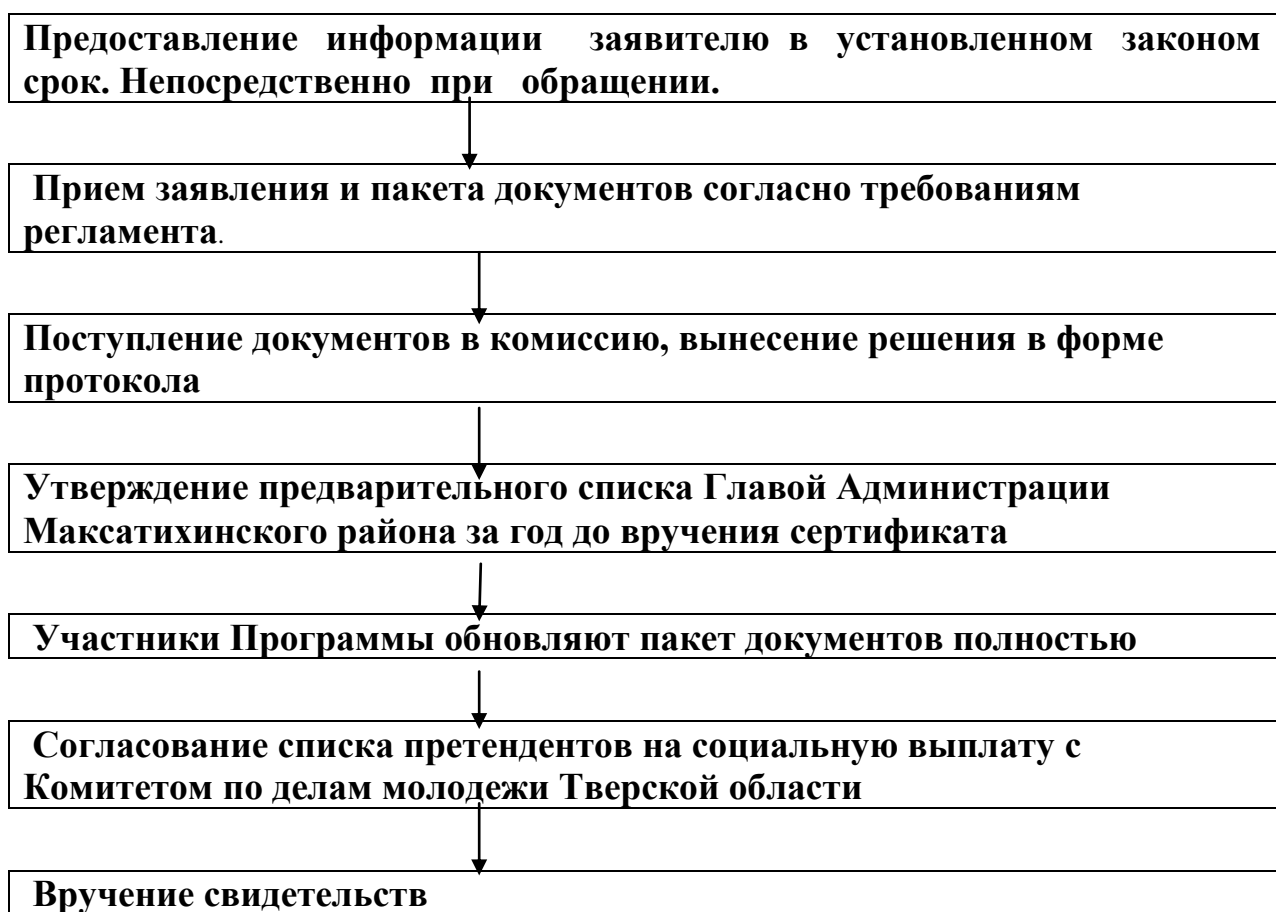 Предоставление информации заявителю в установленном законом
срок. Непосредственно при обращении.
Прием заявления и пакета документов согласно требованиям
регламента.
Поступление документов в комиссию, вынесение решения в форме
протокола
Утверждение предварительного списка Главой Администрации
Максатихинского района за год до вручения сертификата
Участники Программы обновляют пакет документов полностью
Согласование списка претендентов на социальную выплату с
Комитетом по делам молодежи Тверской области
Вручение свидетельств